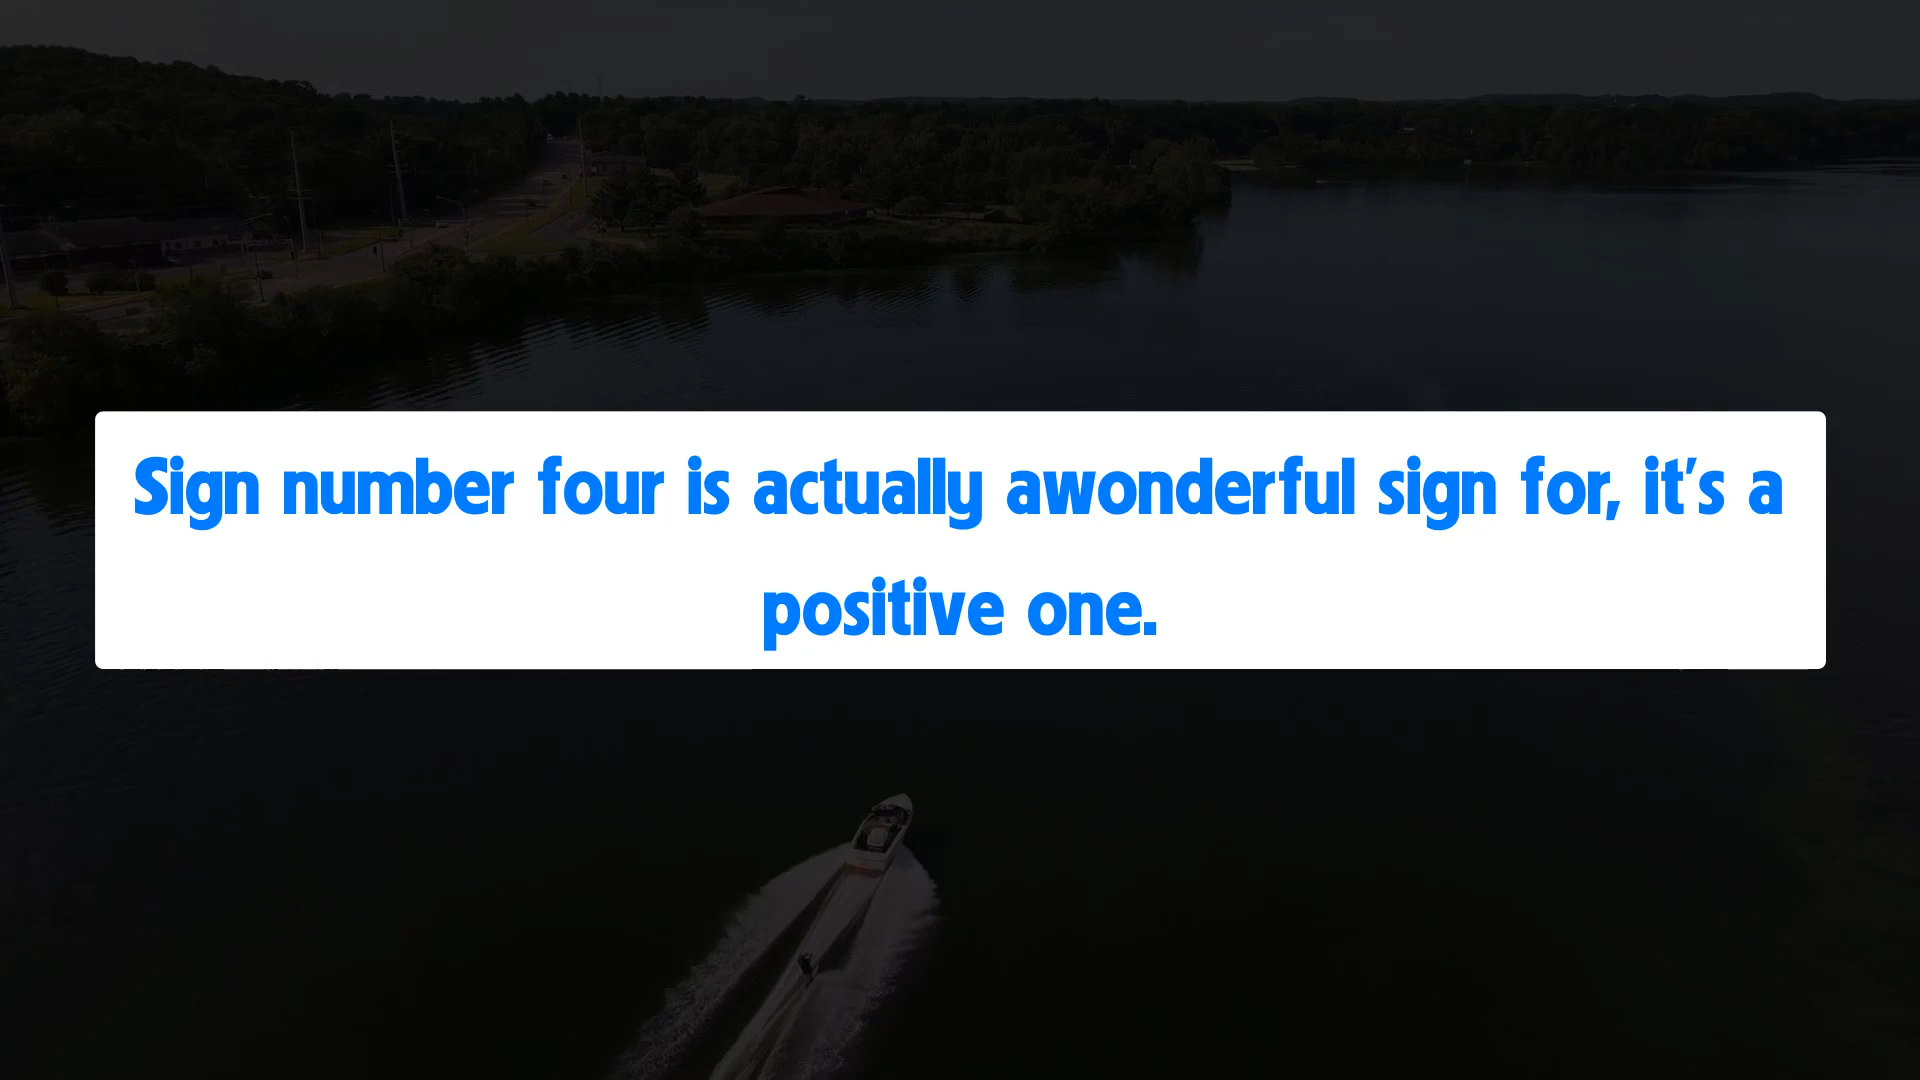 Sign number four is actually awonderful sign for, it's a
positive one.